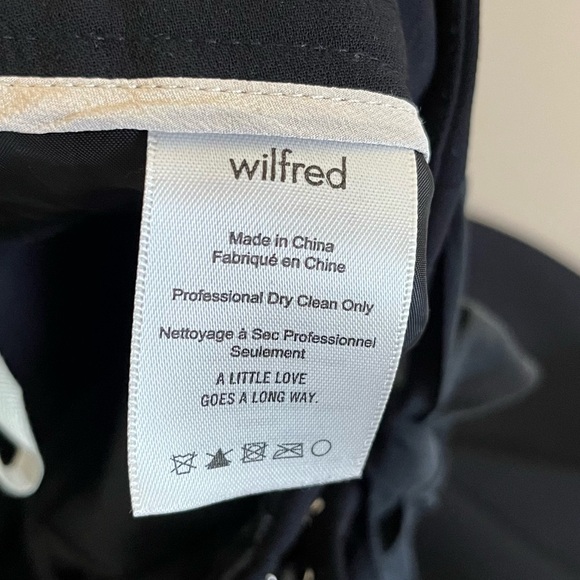 wilfred
Made in China
Fabriqué en Chine
Professional Dry Clean Only
Nettoyage à Sec Professionnel
Seulement
A LITTLE LOVE
GOES A LONG WAY.